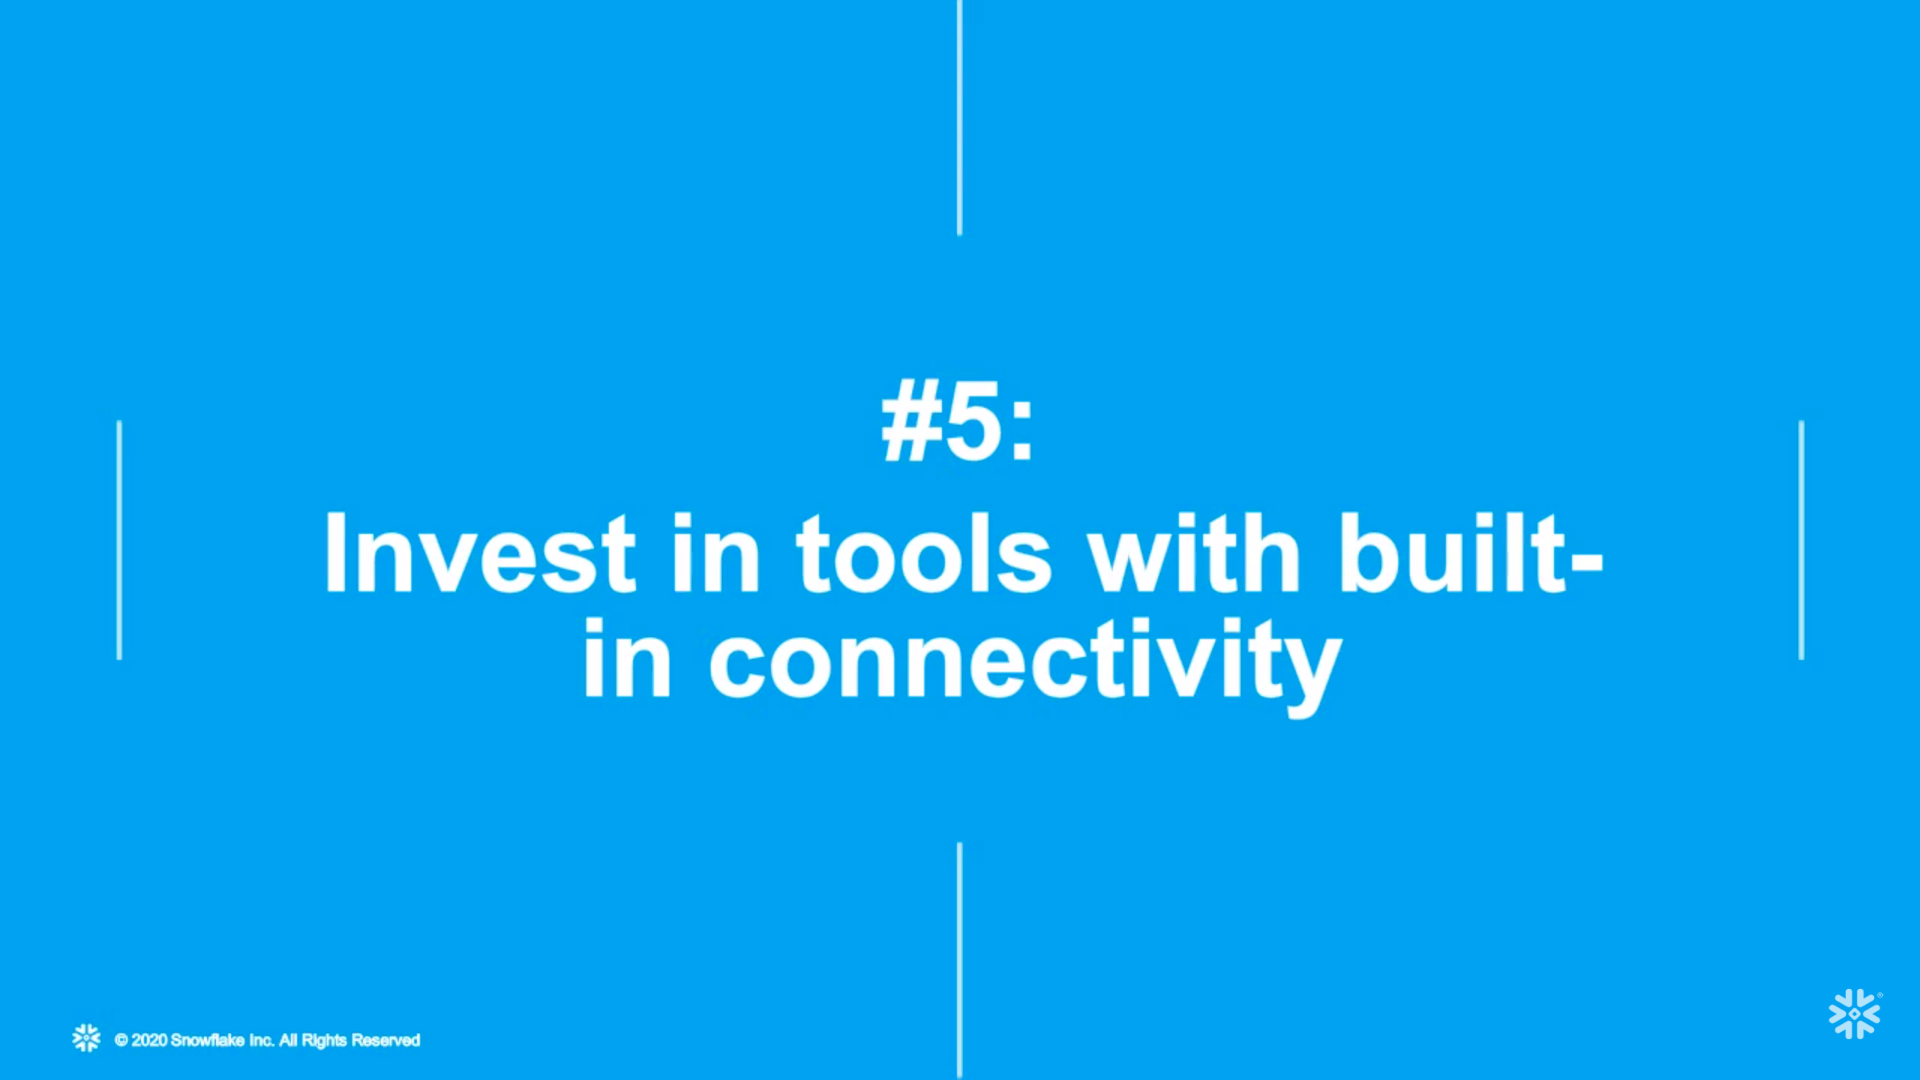 #5:
Invest in tools with built-
in connectivity
© 2020 Snowflake Inc. All Rights Reserved